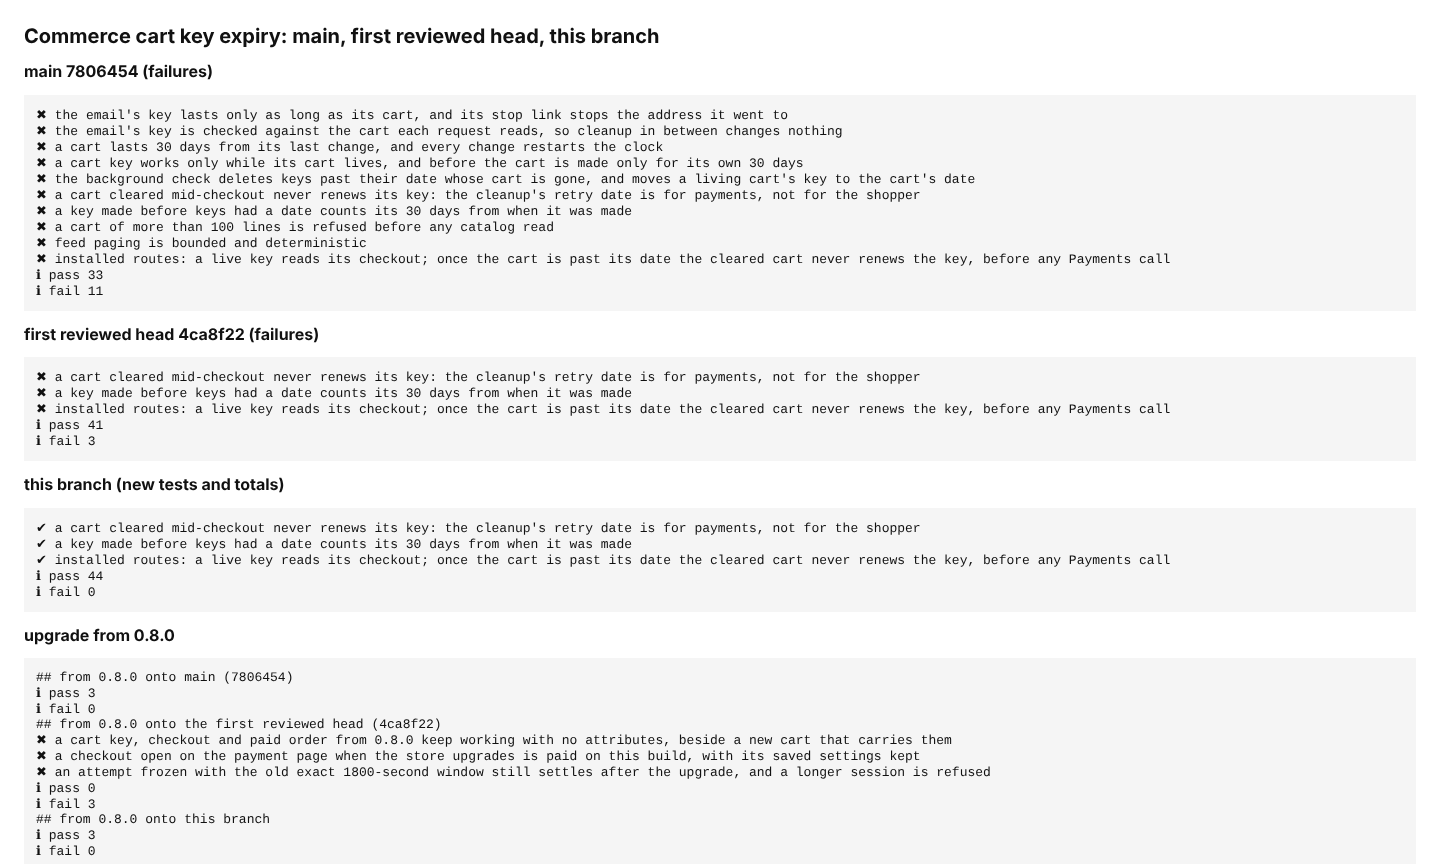 Commerce cart key expiry: main, first reviewed head, this branch
main 7806454 (failures)
✖ the email's key lasts only as long as its cart, and its stop link stops the address it went to
✖ the email's key is checked against the cart each request reads, so cleanup in between changes nothing
✖ a cart lasts 30 days from its last change, and every change restarts the clock
✖ a cart key works only while its cart lives, and before the cart is made only for its own 30 days
✖ the background check deletes keys past their date whose cart is gone, and moves a living cart's key to the cart's date
✖ a cart cleared mid-checkout never renews its key: the cleanup's retry date is for payments, not for the shopper
✖ a key made before keys had a date counts its 30 days from when it was made
✖ a cart of more than 100 lines is refused before any catalog read
✖ feed paging is bounded and deterministic
✖ installed routes: a live key reads its checkout; once the cart is past its date the cleared cart never renews the key, before any Payments call
ℹ pass 33
ℹ fail 11
first reviewed head 4ca8f22 (failures)
✖ a cart cleared mid-checkout never renews its key: the cleanup's retry date is for payments, not for the shopper
✖ a key made before keys had a date counts its 30 days from when it was made
✖ installed routes: a live key reads its checkout; once the cart is past its date the cleared cart never renews the key, before any Payments call
ℹ pass 41
ℹ fail 3
this branch (new tests and totals)
✔ a cart cleared mid-checkout never renews its key: the cleanup's retry date is for payments, not for the shopper
✔ a key made before keys had a date counts its 30 days from when it was made
✔ installed routes: a live key reads its checkout; once the cart is past its date the cleared cart never renews the key, before any Payments call
ℹ pass 44
ℹ fail 0
upgrade from 0.8.0
## from 0.8.0 onto main (7806454)
ℹ pass 3
ℹ fail 0
## from 0.8.0 onto the first reviewed head (4ca8f22)
✖ a cart key, checkout and paid order from 0.8.0 keep working with no attributes, beside a new cart that carries them
✖ a checkout open on the payment page when the store upgrades is paid on this build, with its saved settings kept
✖ an attempt frozen with the old exact 1800-second window still settles after the upgrade, and a longer session is refused
ℹ pass 0
ℹ fail 3
## from 0.8.0 onto this branch
ℹ pass 3
ℹ fail 0